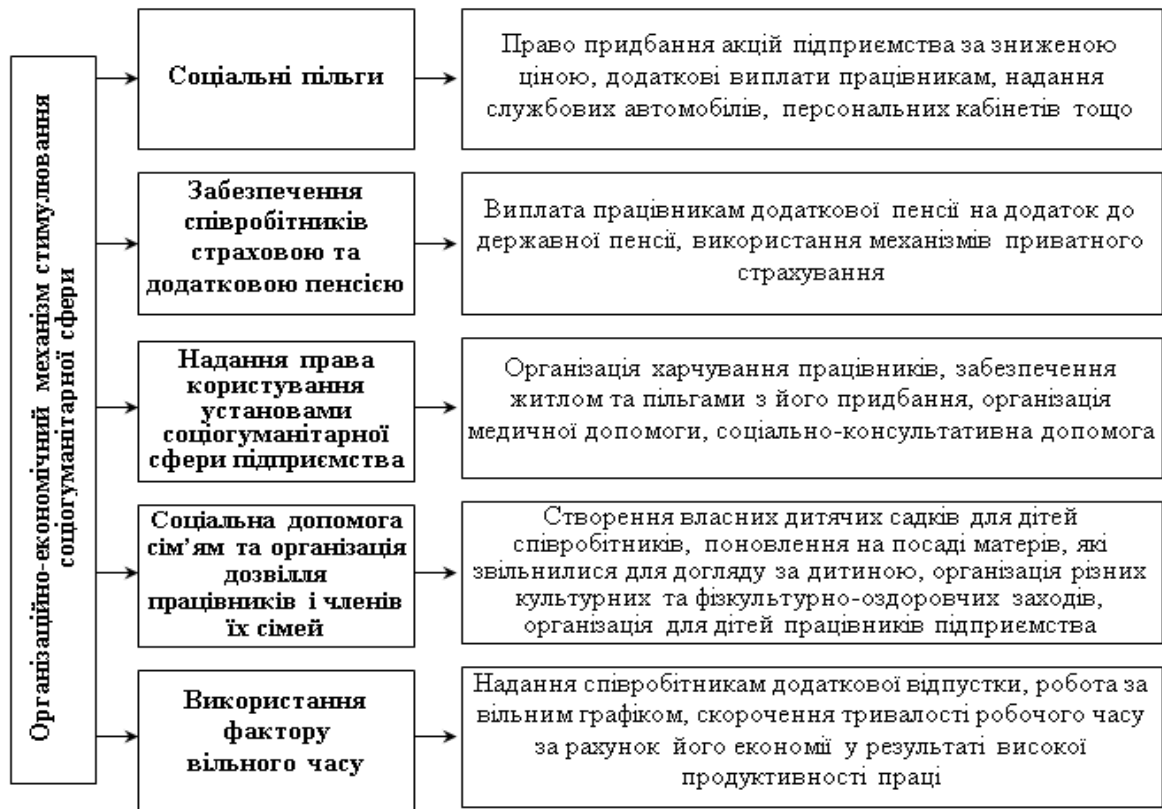 Організаційно-економічний механізм стимулювання
соціогуманітарної сфери
Соціальні пільги
Право придбання акцій підприємства за зниженою
ціною, додаткові виплати працівникам, надання
службових автомобілів, персональних кабінетів тощо
Забезпечення
співробітників
страховою та
додатковою пенсією
Виплата працівникам додаткової пенсії на додаток до
державної пенсії, використання механізмів приватного
страхування
Надання права
користування
установами
соціогуманітарної
сфери підприємства
Організація харчування працівників, забезпечення
житлом та пільгами з його придбання, організація
медичної допомоги, соціально-консультативна допомога
Соціальна допомога
сім’ям та організація
дозвілля
працівників і членів
їх сімей
Створення власних дитячих садків для дітей
співробітників, поновлення на посаді матерів, які
звільнилися для догляду за дитиною, організація різних
культурних та фізкультурно-оздоровчих заходів,
організація для дітей працівників підприємства
Використання
фактору
вільного часу
Надання співробітникам додаткової відпустки, робота за
вільним графіком, скорочення тривалості робочого часу
за рахунок його економії у результаті високої
продуктивності праці